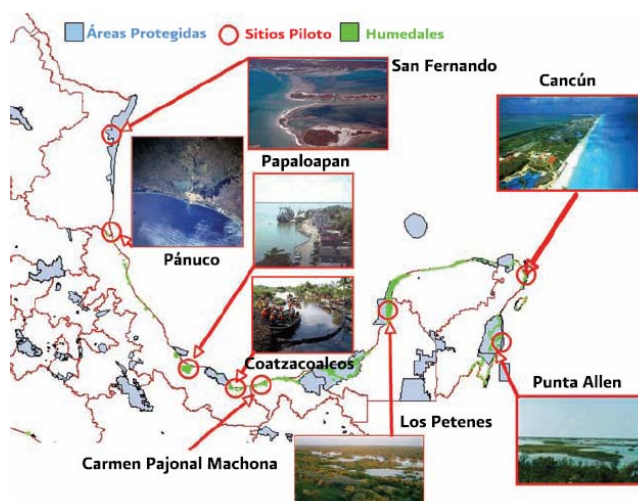 Áreas Protegidas
Sitios Piloto
Humedales
San Fernando
Cancún
Papaloapan
Pánuco
Coatzacoalcos
Punta Allen
Los Petenes
Carmen Pajonal Machona